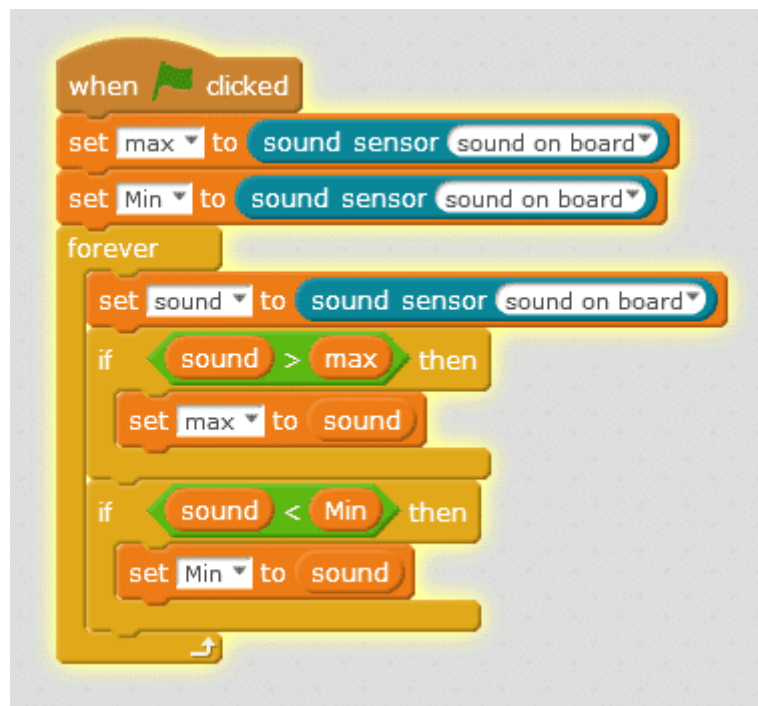 when clicked
set max to sound sensor sound on board
set Min to sound sensor sound on board
forever
set sound to sound sensor sound on board
if sound > max then
set max to sound
if sound < Min then
set Min to sound